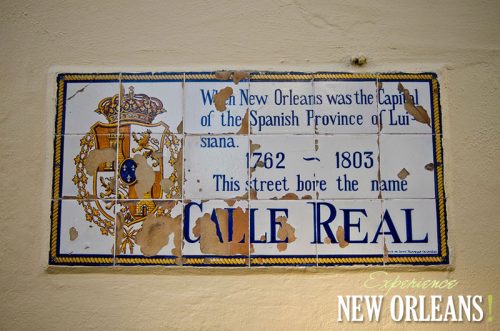 When New Orleans was the Capital
of the Spanish Province of Lui-
siana.
1762 ~ 1803
This street bore the name
CALLE REAL
Experience
NEW ORLEANS!